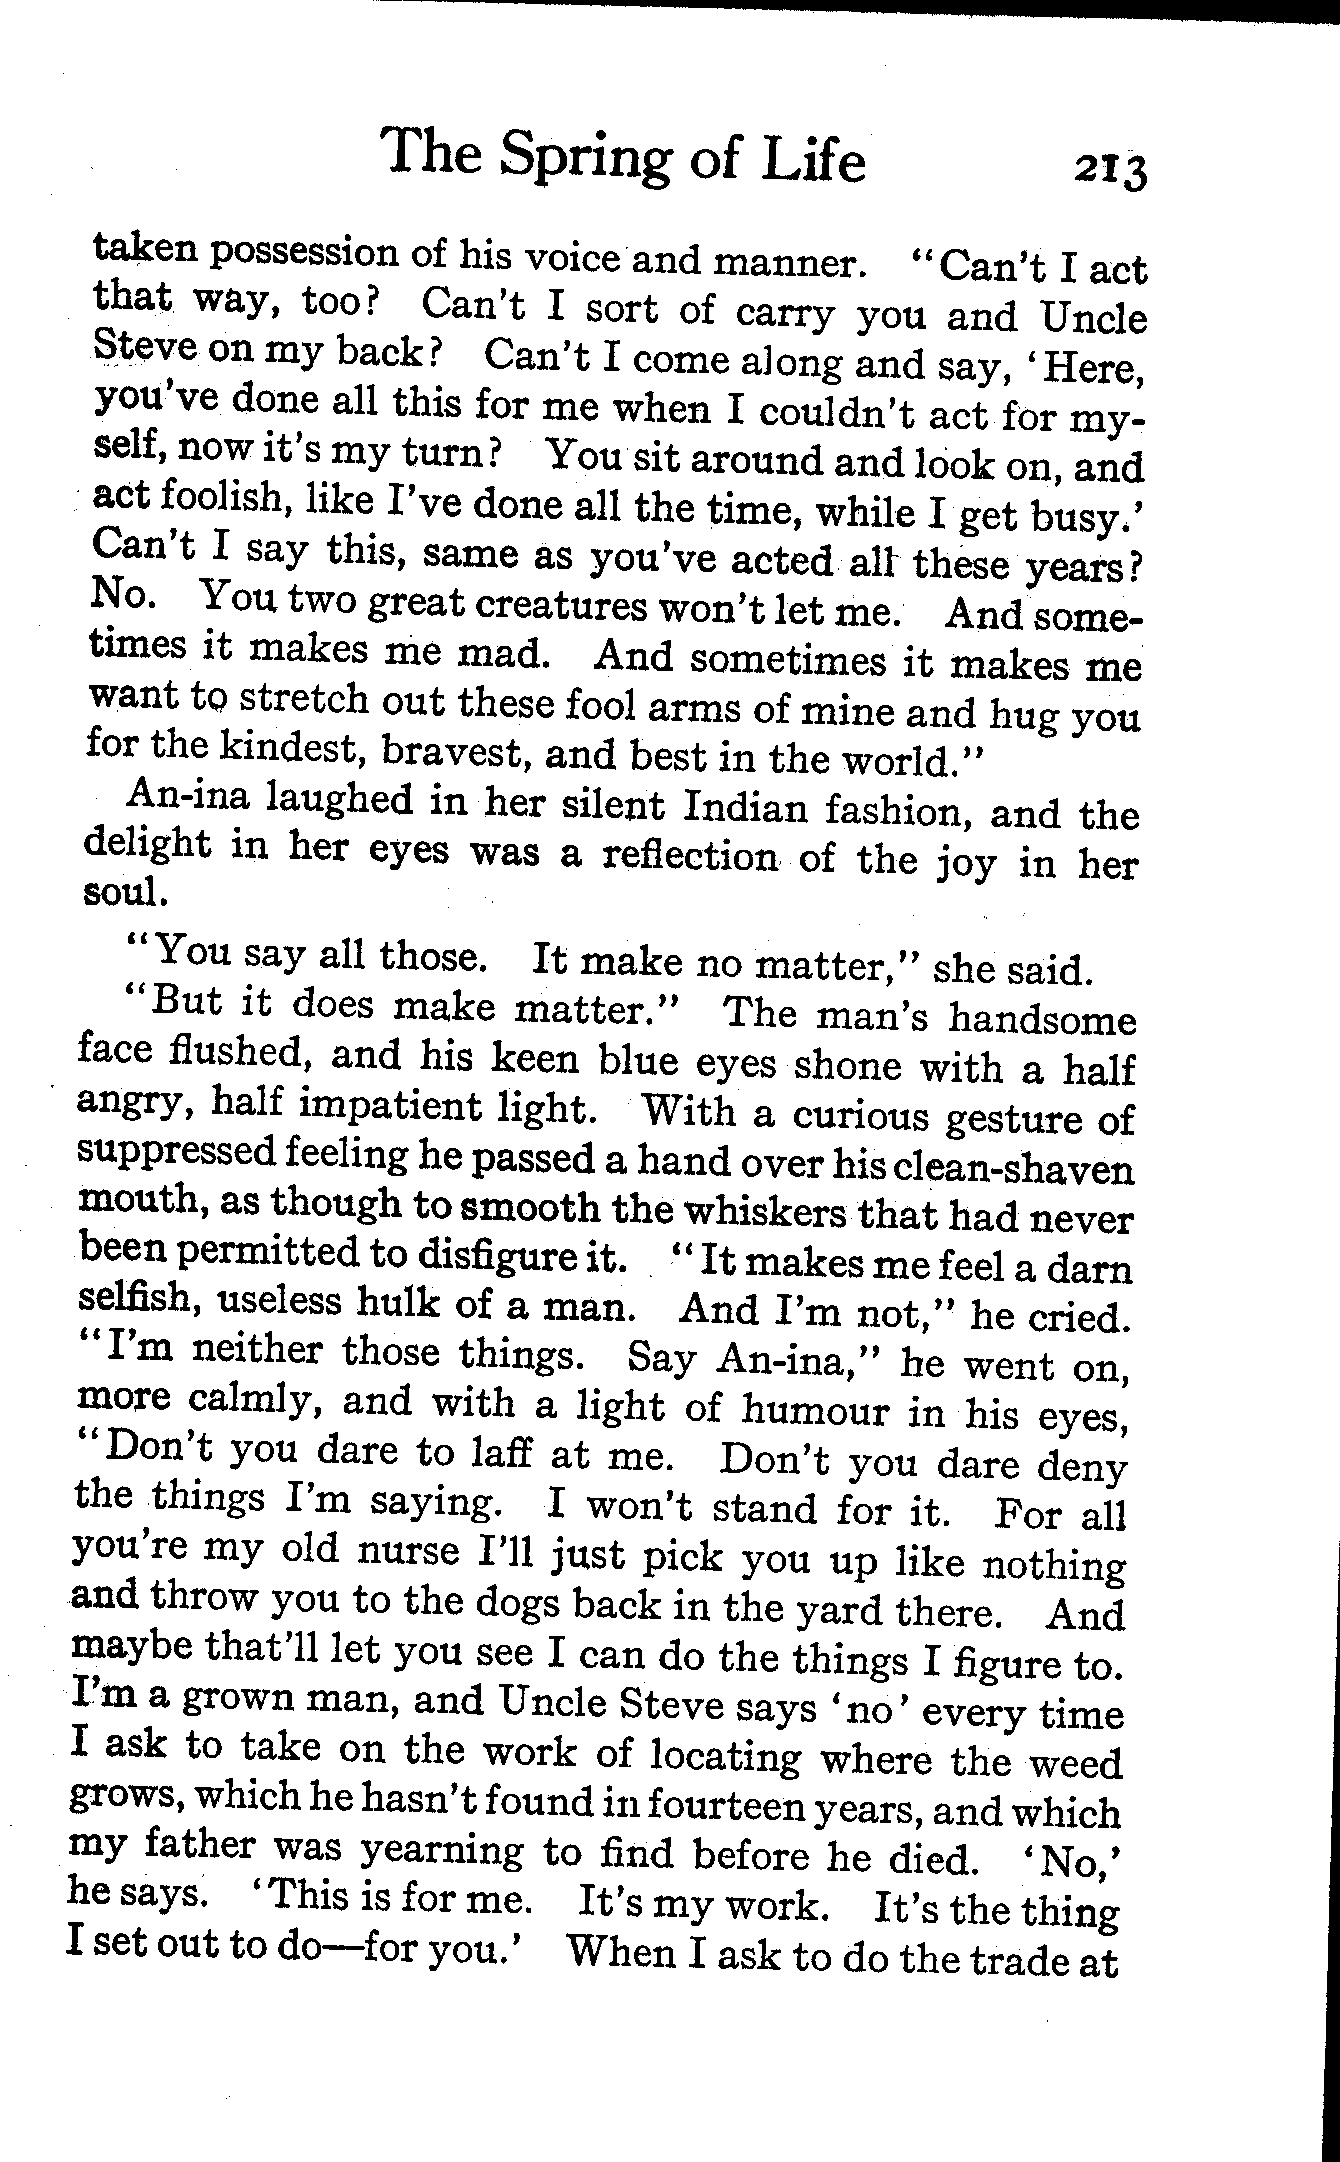 The Spring of Life 213
taken possession of his voice and manner. "Can't I act
that way, too? Can't I sort of carry you and Uncle
Steve on my back? Can't I come along and say, 'Here,
you've done all this for me when I couldn't act for my-
self, now it's my turn? You sit around and look on, and
act foolish, like I've done all the time, while I get busy.'
Can't I say this, same as you've acted all these years?
No. You two great creatures won't let me. And some-
times it makes me mad. And sometimes it makes me
want to stretch out these fool arms of mine and hug you
for the kindest, bravest, and best in the world."
An-ina laughed in her silent Indian fashion, and the
delight in her eyes was a reflection of the joy in her
soul.
"You say all those. It make no matter," she said.
"But it does make matter." The man's handsome
face flushed, and his keen blue eyes shone with a half
angry, half impatient light. With a curious gesture of
suppressed feeling he passed a hand over his clean-shaven
mouth, as though to smooth the whiskers that had never
been permitted to disfigure it. "It makes me feel a darn
selfish, useless hulk of a man. And I'm not," he cried.
"I'm neither those things. Say An-ina," he went on,
more calmly, and with a light of humour in his eyes,
"Don't you dare to laff at me. Don't you dare deny
the things I'm saying. I won't stand for it. For all
you're my old nurse I'll just pick you up like nothing
and throw you to the dogs back in the yard there. And
maybe that'll let you see I can do the things I figure to.
I'm a grown man, and Uncle Steve says 'no' every time
I ask to take on the work of locating where the weed
grows, which he hasn't found in fourteen years, and which
my father was yearning to find before he died. 'No,'
he says. 'This is for me. It's my work. It's the thing
I set out to do—for you.' When I ask to do the trade at